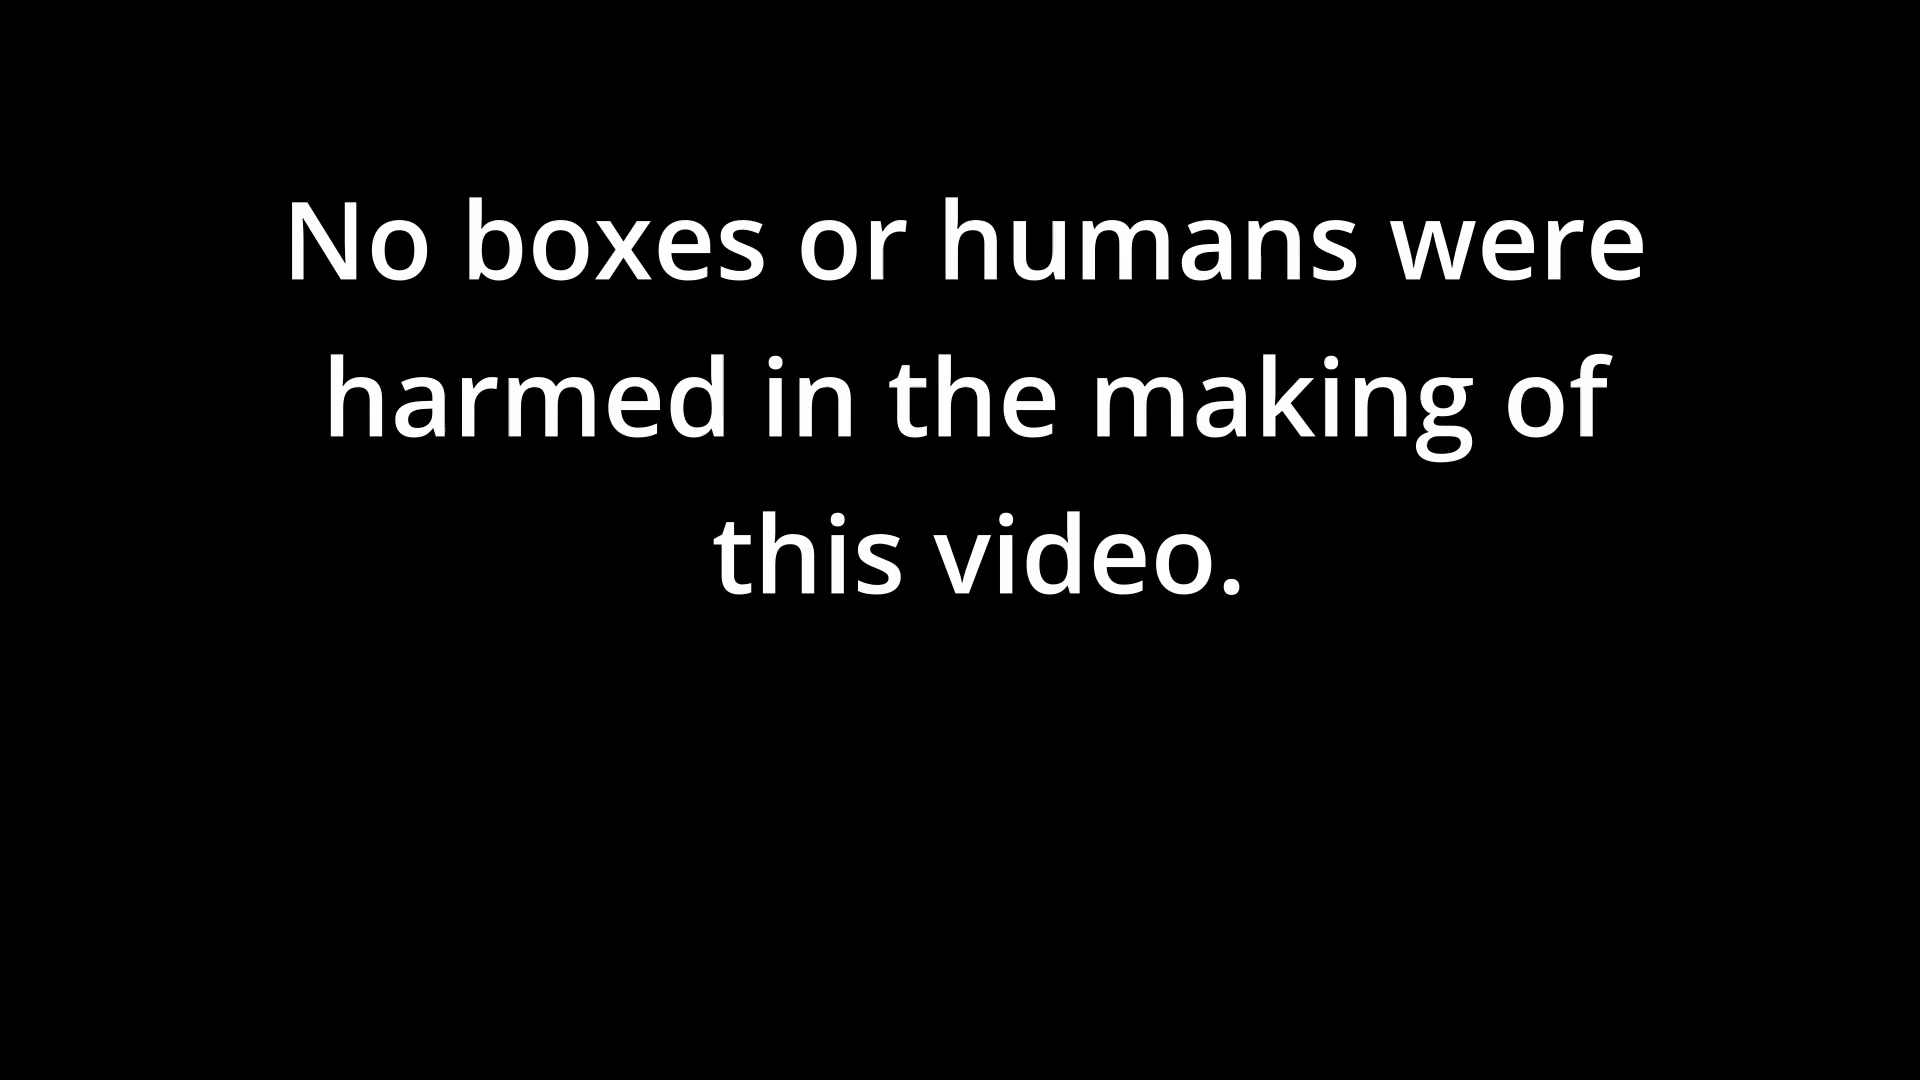 No boxes or humans were
harmed in the making of
this video.